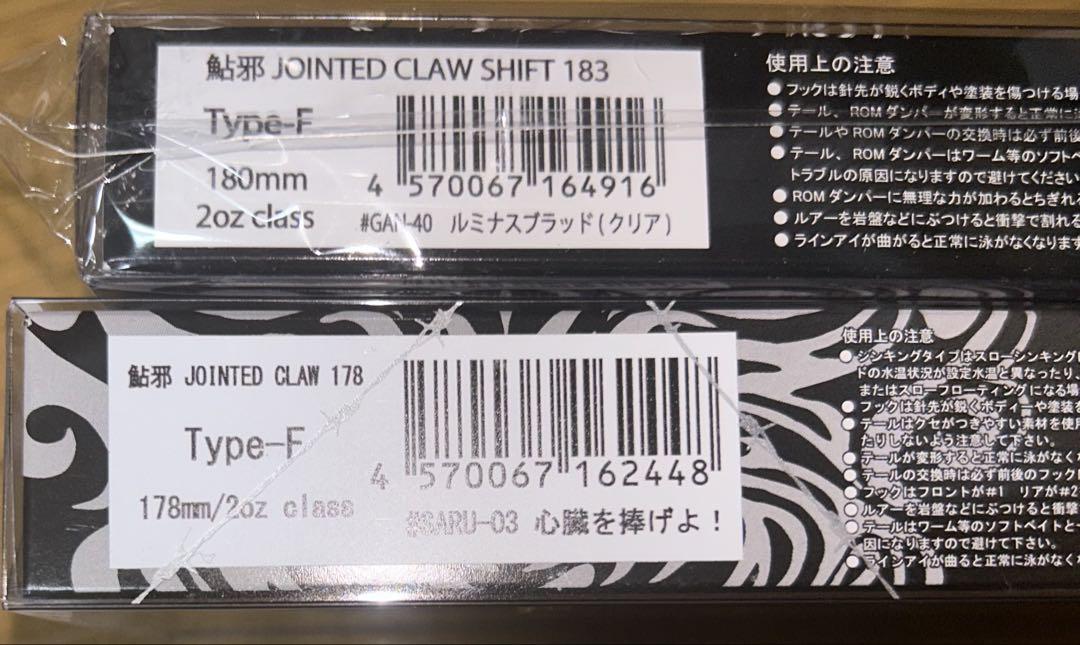 鮎邪 JOINTED CLAW SHIFT 183
Type-F
180mm
2oz class
4 570067 164916
#GAN-40 ルミナスブラッド(クリア)
使用上の注意
●フックは針先が鋭くボディや塗装を傷つける場
●テール、ROMダンパーが変形すると正常に
●テールやROMダンパーの交換時は必ず前後
●テール、ROMダンパーはワーム等のソフトベ
トラブルの原因になりますので避けてください
●ROMダンパーに無理な力が加わるとちぎれ
●ルアーを岩盤などにぶつけると衝撃で割れる
●ラインアイが曲がると正常に泳がなくなります
鮎邪 JOINTED CLAW 178
Type-F
178mm/2oz class
4 570067 162448
#GARU-03 心臓を捧げよ!
使用上の注意
●シンキングタイプはスローシンキング
ドの水温状況が設定水温と異なったり、
またはスローフローティングになる場
●フックは針先が鋭くボディーや塗装を
●テールはクセがつきやすい素材を使用
たりしないよう注意して下さい。
●テールが変形すると正常に泳がなく
●テールの交換時は必ず前後のフック
●フックはフロントが#1 リアが#2
●ルアーを岩盤などにぶつけると衝撃
●テールはワーム等のソフトベイトと
因になりますので避けて下さい。
●ラインアイが曲ると正常に泳がなく